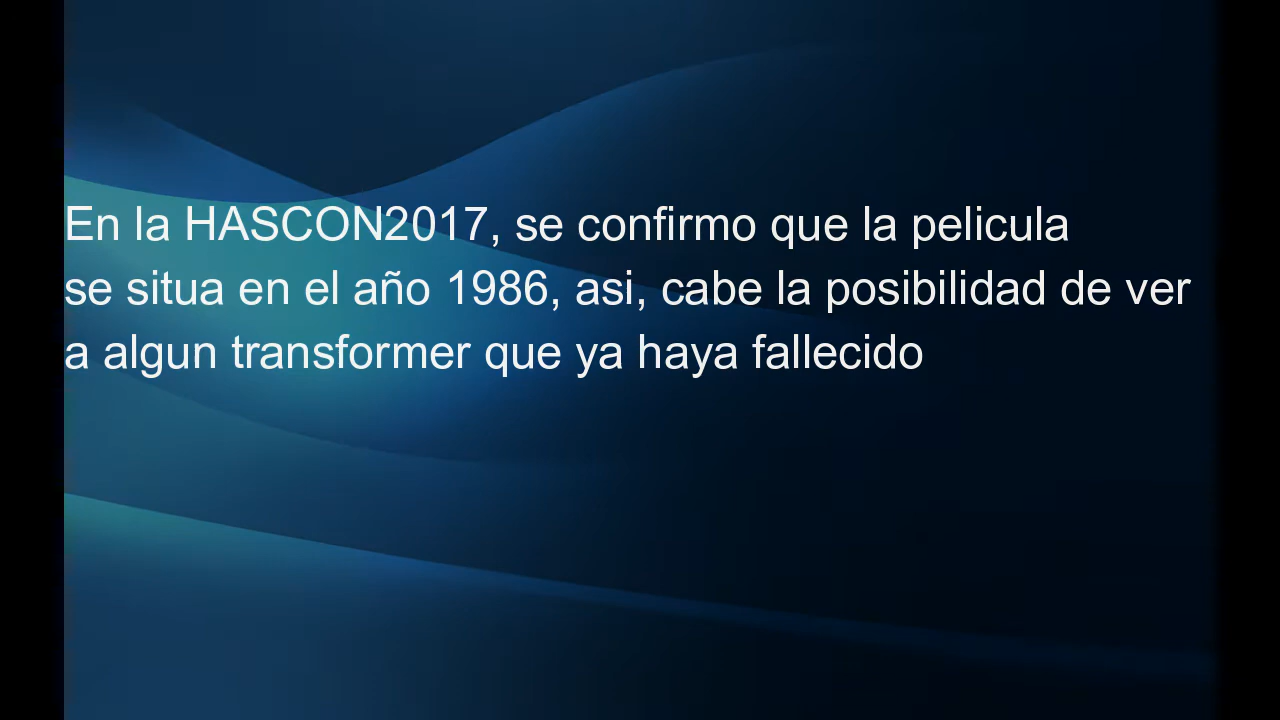 En la HASCON2017, se confirmo que la pelicula
se situa en el año 1986, asi, cabe la posibilidad de ver
a algun transformer que ya haya fallecido